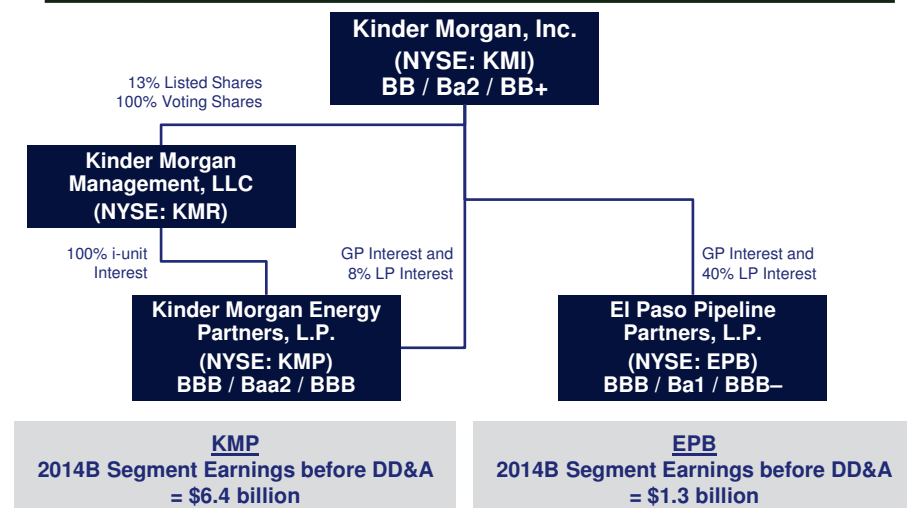 Kinder Morgan, Inc.
(NYSE: KMI)
BB / Ba2 / BB+
13% Listed Shares
100% Voting Shares
Kinder Morgan
Management, LLC
(NYSE: KMR)
100% i-unit
Interest
GP Interest and
8% LP Interest
GP Interest and
40% LP Interest
Kinder Morgan Energy
Partners, L.P.
(NYSE: KMP)
BBB / Baa2 / BBB
El Paso Pipeline
Partners, L.P.
(NYSE: EPB)
BBB / Ba1 / BBB–
KMP
2014B Segment Earnings before DD&A
= $6.4 billion
EPB
2014B Segment Earnings before DD&A
= $1.3 billion